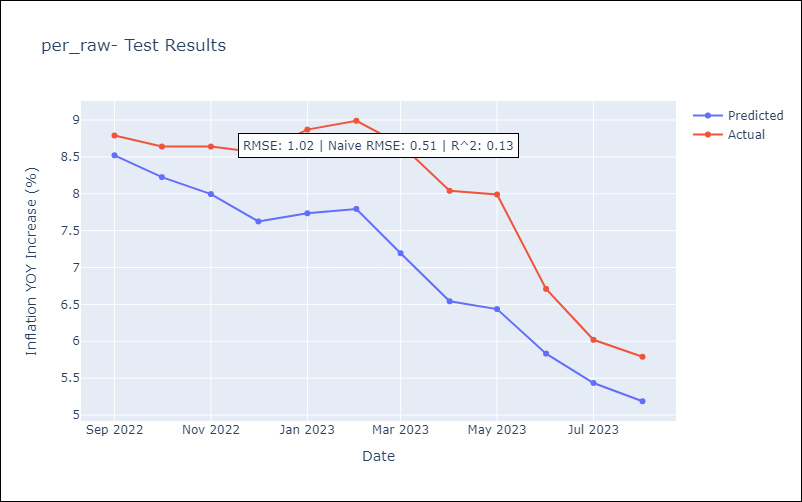 per_raw- Test Results
Predicted
Actual
RMSE: 1.02 | Naive RMSE: 0.51 | R^2: 0.13
Inflation YOY Increase (%)
9
8.5
8
7.5
7
6.5
6
5.5
5
Sep 2022 Nov 2022 Jan 2023 Mar 2023 May 2023 Jul 2023
Date